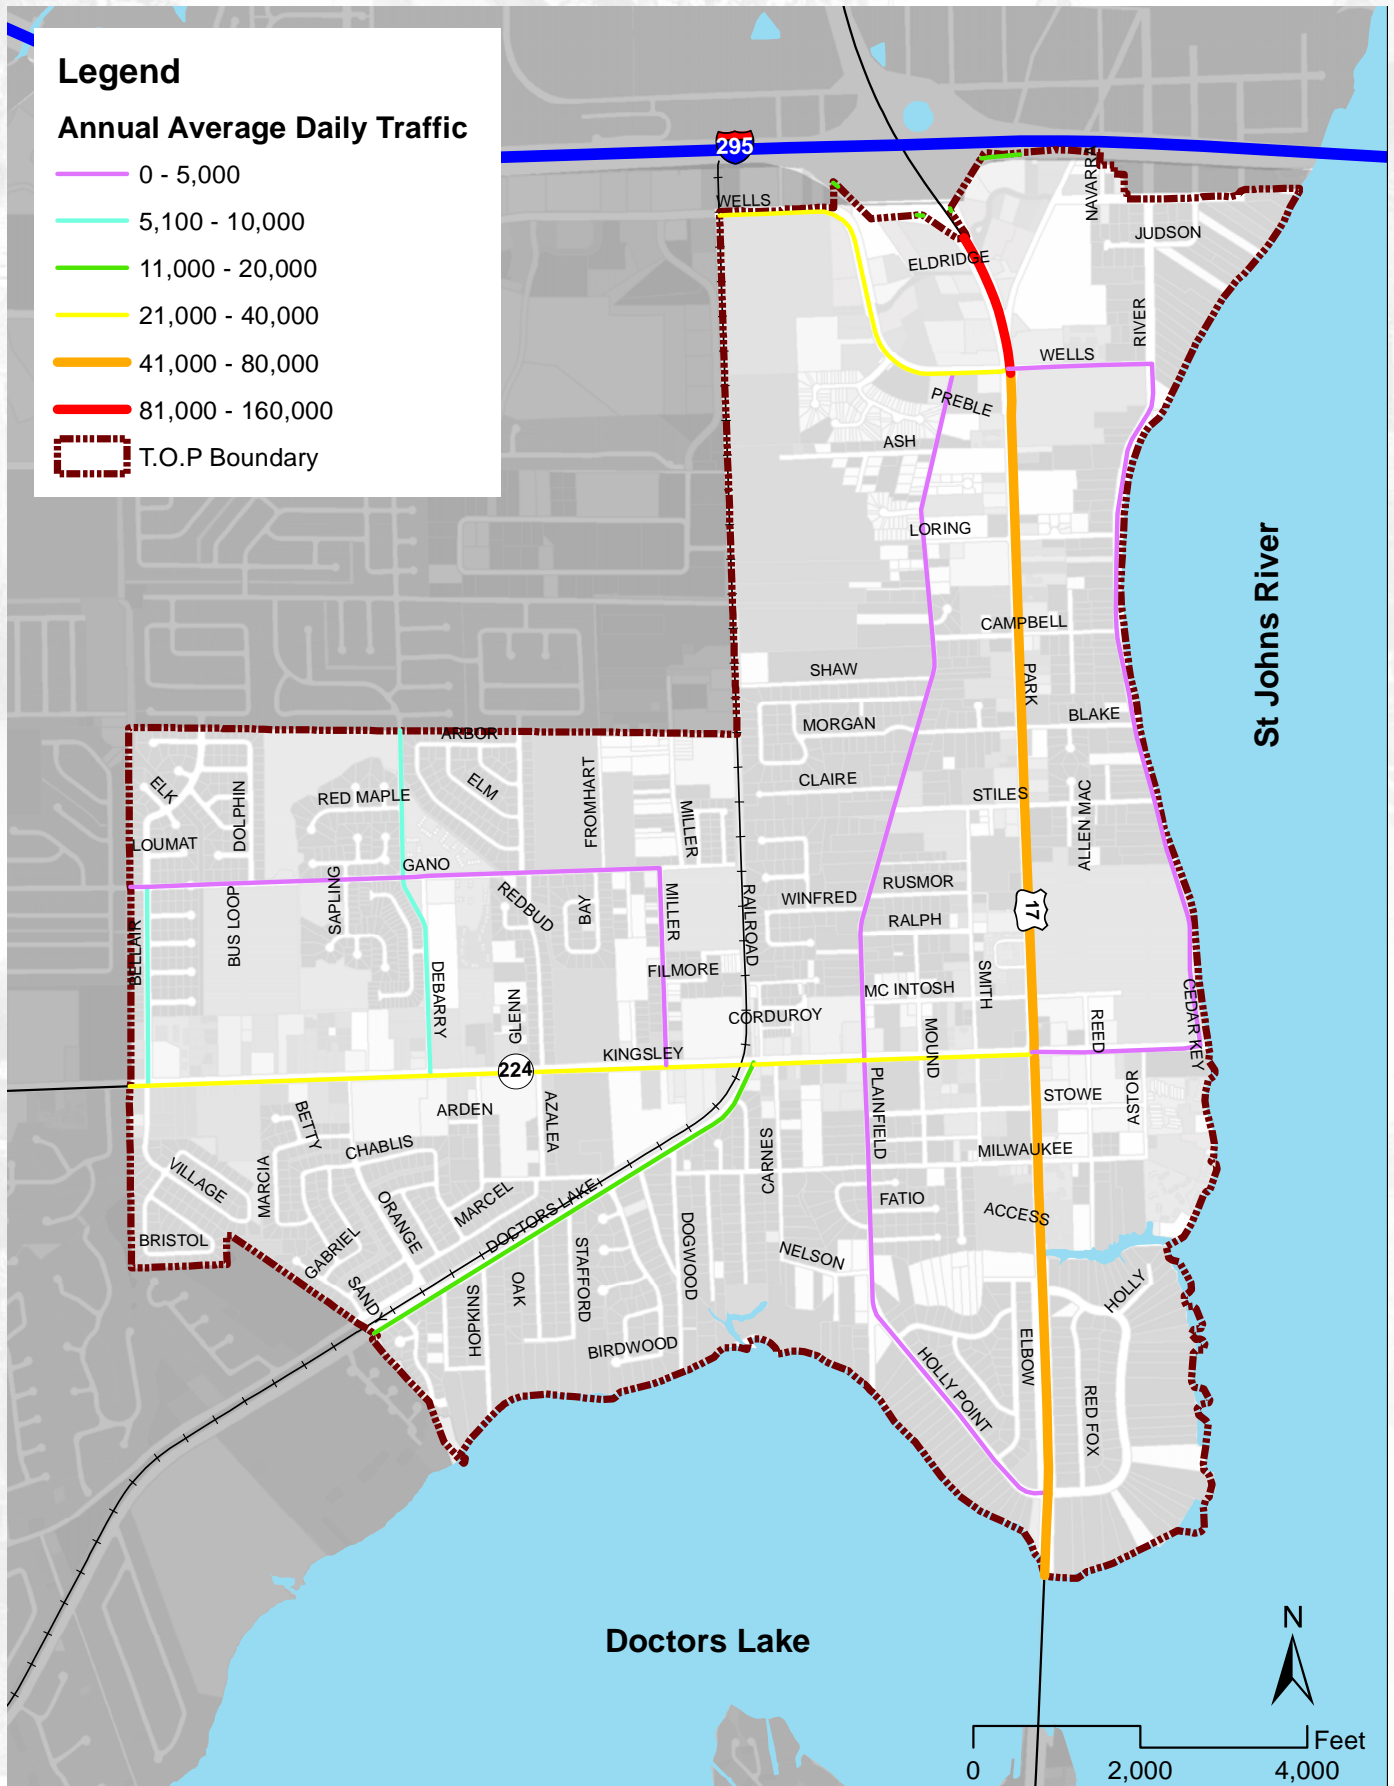 Legend
Annual Average Daily Traffic
0 - 5,000
5,100 - 10,000
11,000 - 20,000
21,000 - 40,000
41,000 - 80,000
81,000 - 160,000
T.O.P Boundary
295
WELLS
NAVARRA
JUDSON
ELDRIDGE
RIVER
WELLS
PREBLE
ASH
LORING
St Johns River
CAMPBELL
SHAW
PARK
MORGAN
BLAKE
ARBOR
CLAIRE
ELK
DOLPHIN
RED MAPLE
ELM
FROMHART
STILES
ALLEN MAC
MILLER
LOUMAT
GANO
SAPLING
REDBUD
BAY
MILLER
RAILROAD
WINFRED
RUSMOR
17
RALPH
BUS LOOP
BELLAIR
FILMORE
SMITH
DEBARRY
GLENN
MC INTOSH
CEDAR KEY
CORDUROY
MOUND
REED
KINGSLEY
224
PLAINFIELD
STOWE
ASTOR
ARDEN
AZALEA
BETTY
CHABLIS
MILWAUKEE
CARNES
VILLAGE
MARCIA
MARCEL
ORANGE
DOCTORS LAKE
FATIO
ACCESS
BRISTOL
GABRIEL
DOGWOOD
NELSON
STAFFORD
SANDY
OAK
HOPKINS
HOLLY
BIRDWOOD
ELBOW
HOLLY POINT
RED FOX
Doctors Lake
N
Feet
0
2,000
4,000